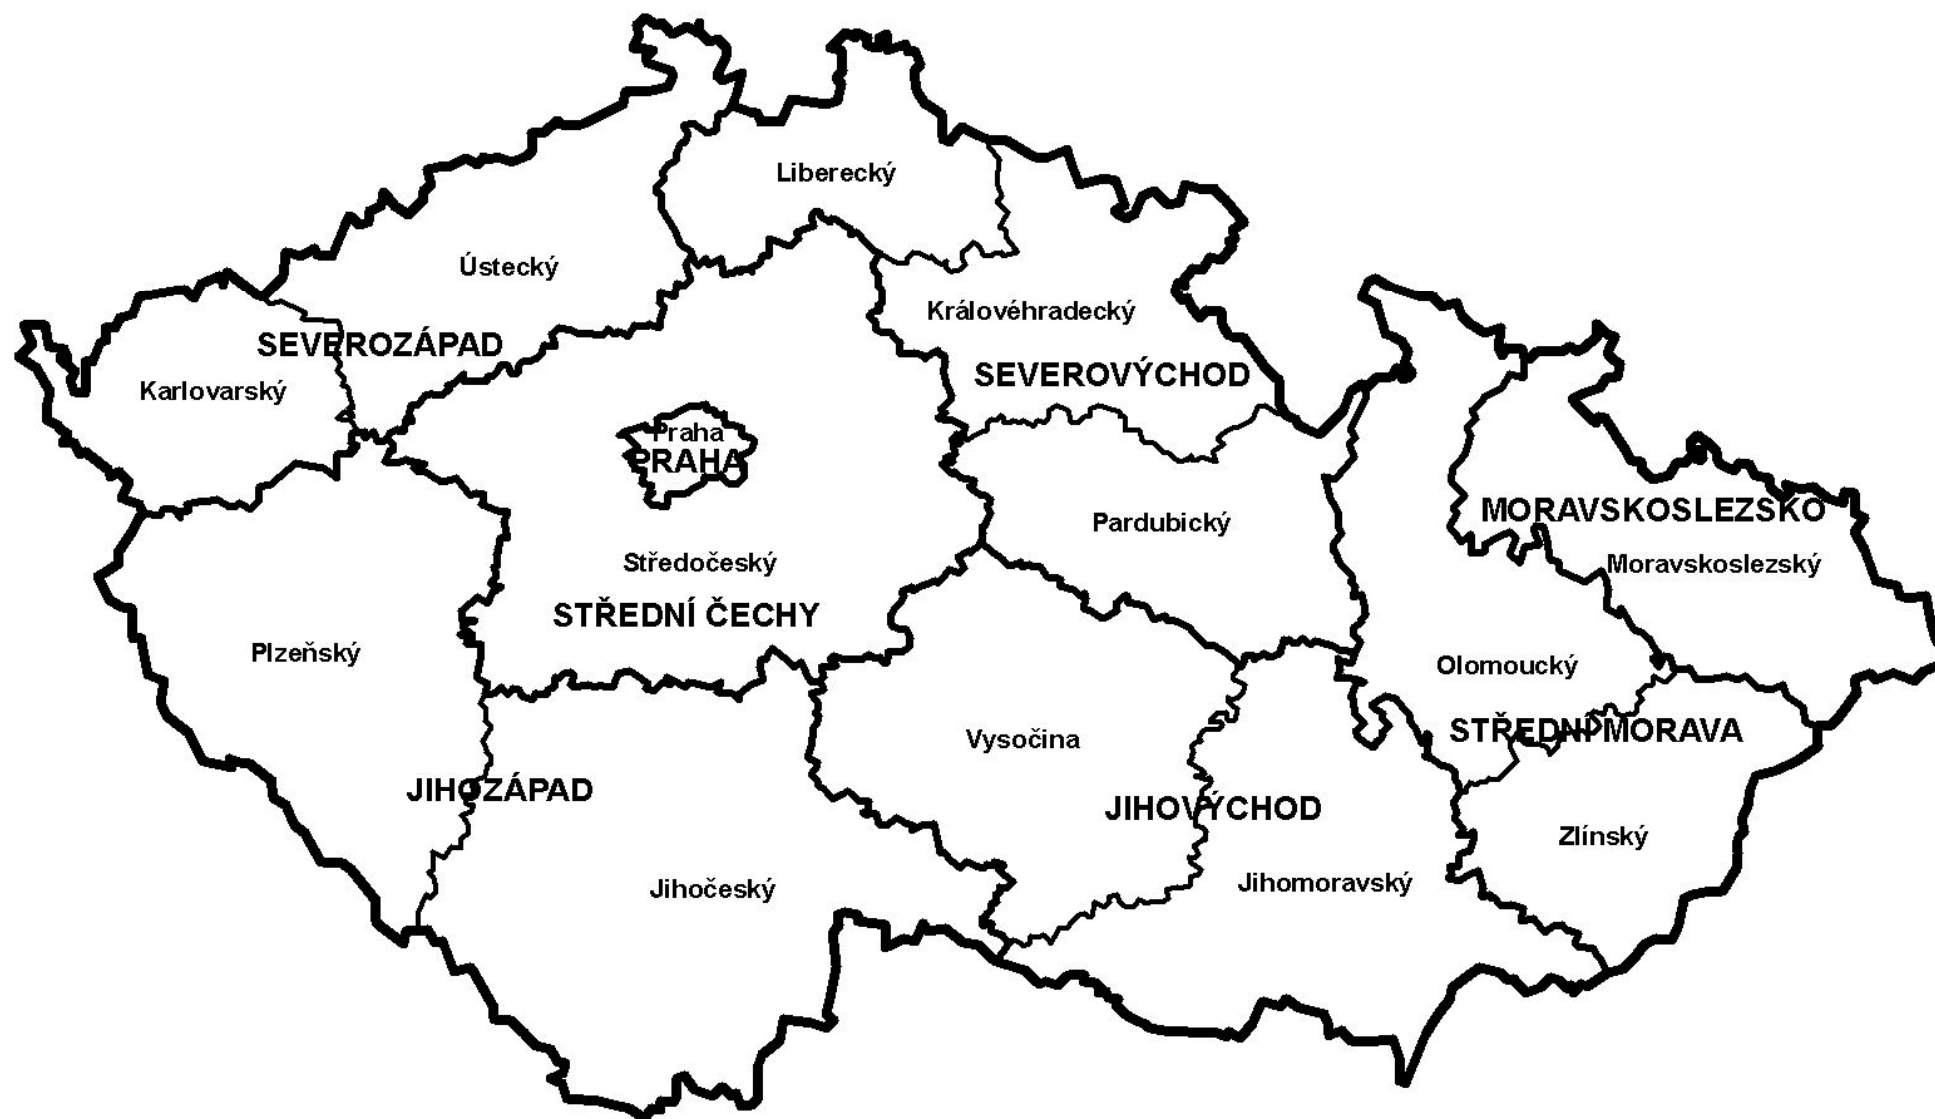 Liberecký
Ústecký
Královéhradecký
SEVEROZÁPAD
SEVEROVÝCHOD
Karlovarský
Praha
PRAHA
MORAVSKOSLEZSKO
Pardubický
Středočeský
Moravskoslezský
STŘEDNÍ ČECHY
Plzeňský
Olomoucký
STŘEDNÍ MORAVA
Vysočina
JIHOZÁPAD
JIHOVÝCHOD
Zlínský
Jihočeský
Jihomoravský